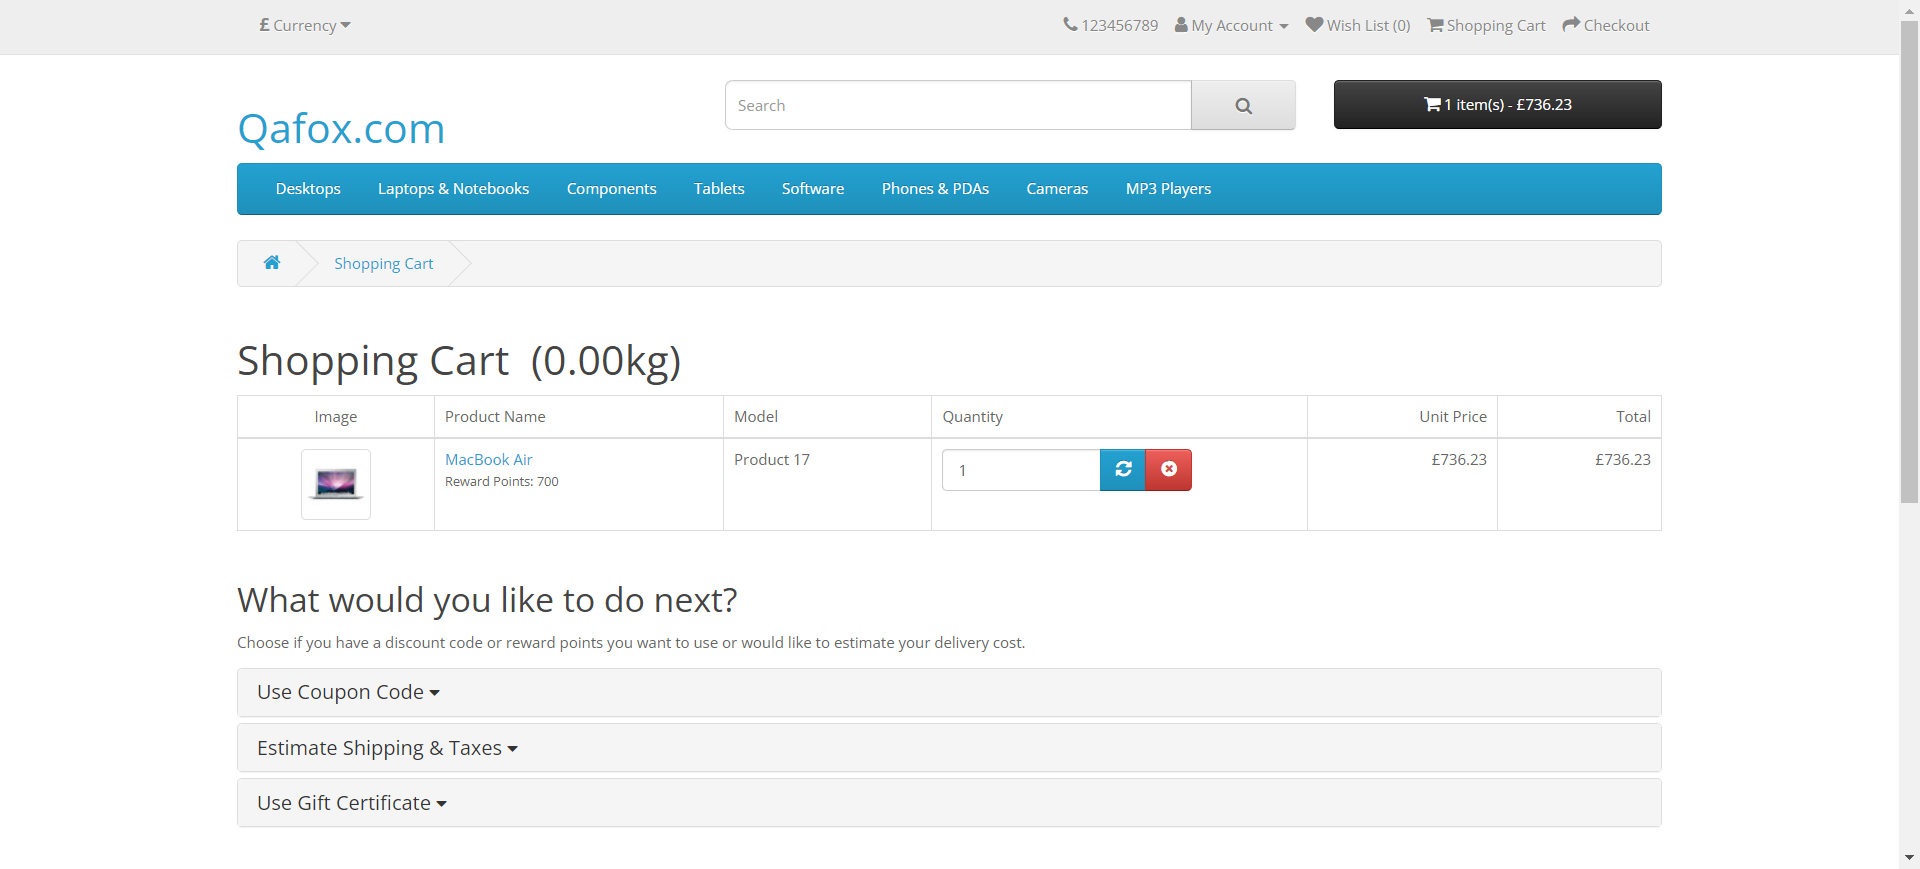 £ Currency
123456789 My Account Wish List (0) Shopping Cart Checkout
Qafox.com
Search
1 item(s) - £736.23
Desktops Laptops & Notebooks Components Tablets Software Phones & PDAs Cameras MP3 Players
Shopping Cart
Shopping Cart (0.00kg)
Image Product Name Model Quantity Unit Price Total
MacBook Air Product 17 1 £736.23 £736.23
Reward Points: 700
What would you like to do next?
Choose if you have a discount code or reward points you want to use or would like to estimate your delivery cost.
Use Coupon Code
Estimate Shipping & Taxes
Use Gift Certificate